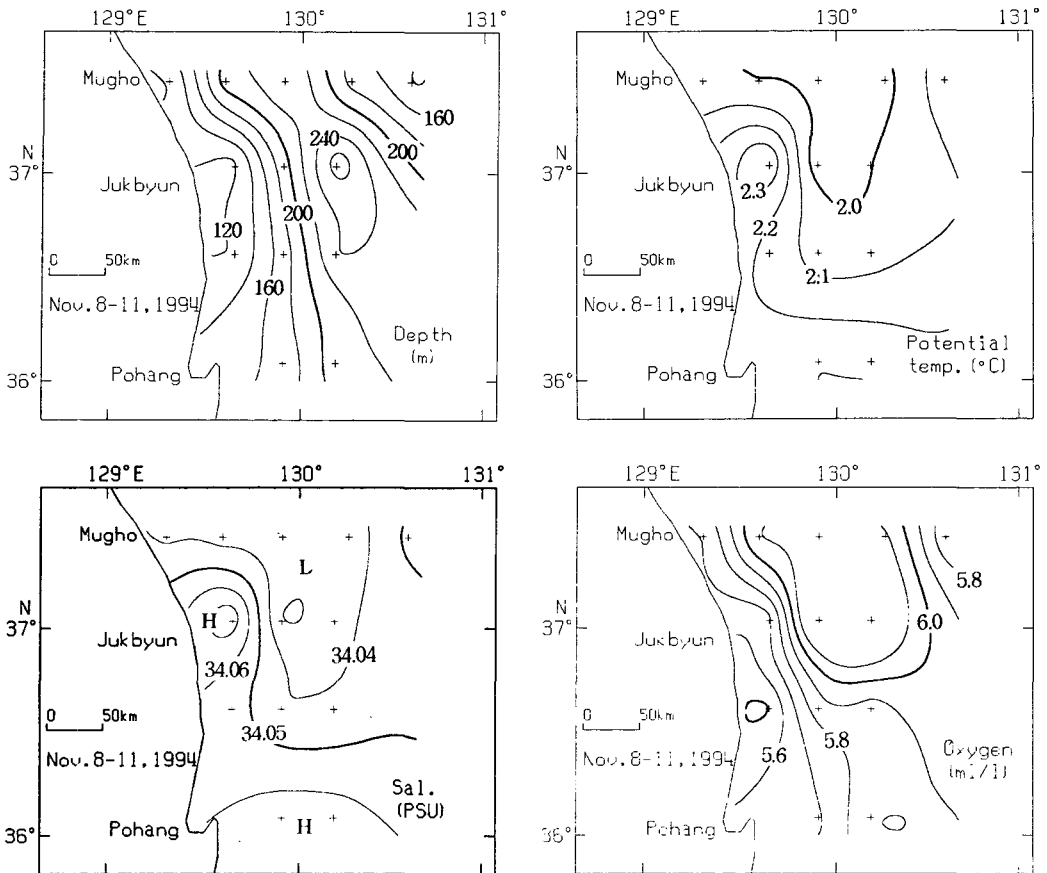 129°E 130° 131°
Mugho
160
240
200
N
37°
Jukbyun
200
120
0 50km
160
Nov.8-11,1994
Depth
(m)
Pohang
36°
129°E 130° 131°
Mugho
N
37°
Jukbyun
2.3
2.0
2.2
0 50km
2.1
Nov.8-11,1994
Potential
temp.(°C)
Pohang
36°
129°E 130° 131°
Mugho
L
N
H
37°
Jukbyun
34.04
34.06
0 50km
34.05
Nov.8-11,1994
Sal.
(PSU)
Pohang
H
36°
129°E 130° 131°
Mugho
5.8
N
6.0
37°
Jukbyun
0 50km
5.8
5.6
Nov.8-11,1994
Oxygen
(ml/l)
Pohang
36°